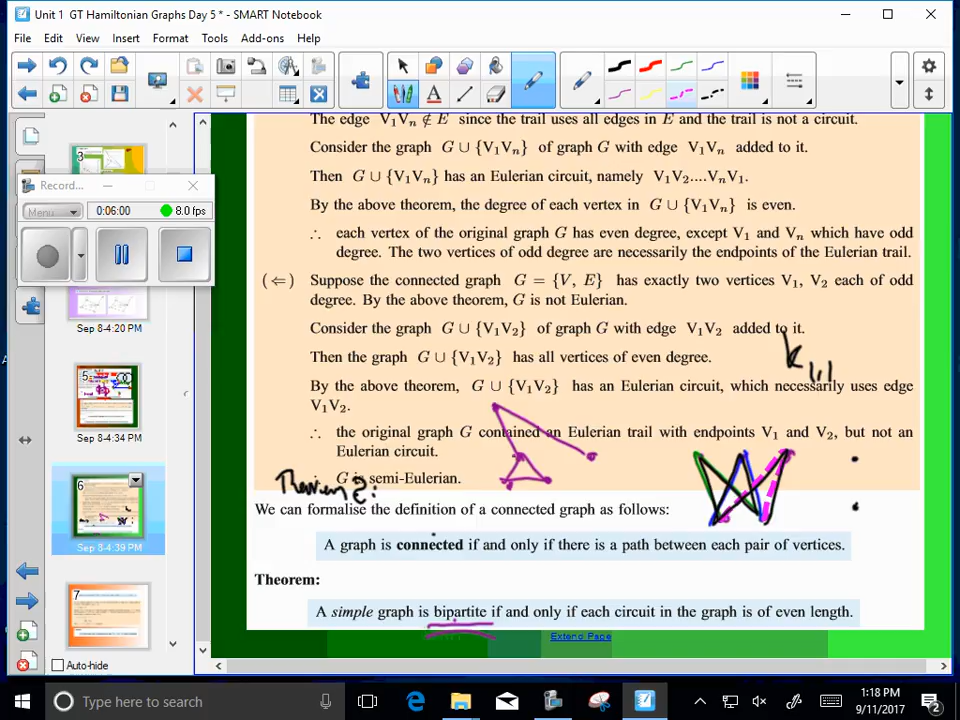 Unit 1 GT Hamiltonian Graphs Day 5 * - SMART Notebook
File Edit View Insert Format Tools Add-ons Help
3
Record...
Menu 0:06:00 8.0 fps
Sep 8-4:20 PM
5
Sep 8-4:34 PM
6
Sep 8-4:39 PM
7
Auto-hide
The edge V₁Vₙ ∉ E since the trail uses all edges in E and the trail is not a circuit.
Consider the graph G ∪ {V₁Vₙ} of graph G with edge V₁Vₙ added to it.
Then G ∪ {V₁Vₙ} has an Eulerian circuit, namely V₁V₂....VₙV₁.
By the above theorem, the degree of each vertex in G ∪ {V₁Vₙ} is even.
∴ each vertex of the original graph G has even degree, except V₁ and Vₙ which have odd
degree. The two vertices of odd degree are necessarily the endpoints of the Eulerian trail.
(⇐) Suppose the connected graph G = {V, E} has exactly two vertices V₁, V₂ each of odd
degree. By the above theorem, G is not Eulerian.
Consider the graph G ∪ {V₁V₂} of graph G with edge V₁V₂ added to it.
Then the graph G ∪ {V₁V₂} has all vertices of even degree.
K₁,₁
By the above theorem, G ∪ {V₁V₂} has an Eulerian circuit, which necessarily uses edge
V₁V₂.
∴ the original graph G contained an Eulerian trail with endpoints V₁ and V₂, but not an
Eulerian circuit.
G is semi-Eulerian.
Theorem 2:
We can formalise the definition of a connected graph as follows:
A graph is connected if and only if there is a path between each pair of vertices.
Theorem:
A simple graph is bipartite if and only if each circuit in the graph is of even length.
Extend Page
Type here to search
1:18 PM
9/11/2017
2